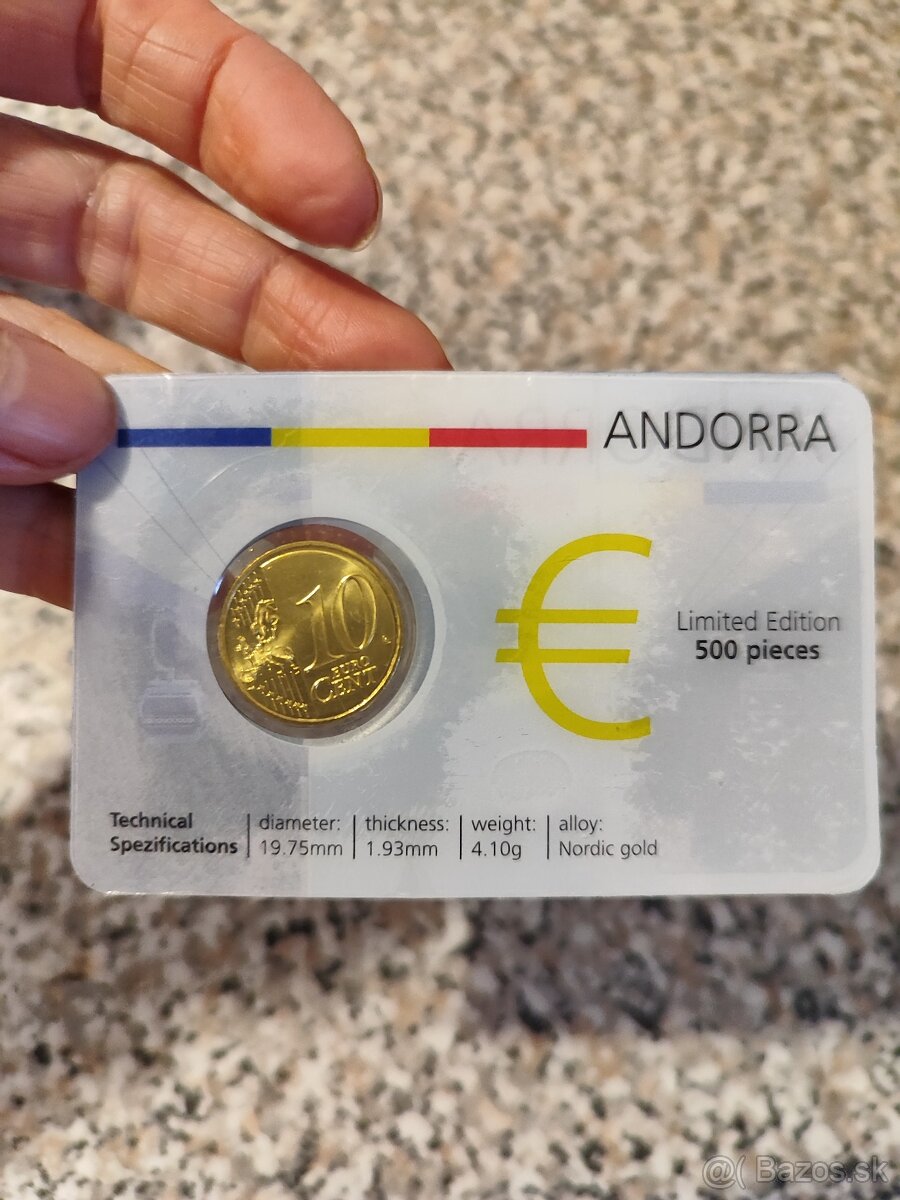 ANDORRA
10
EURO
CENT
€
Limited Edition
500 pieces
Technical
Spezifications
diameter:
19.75mm
thickness:
1.93mm
weight:
4.10g
alloy:
Nordic gold
@( Bazos.sk